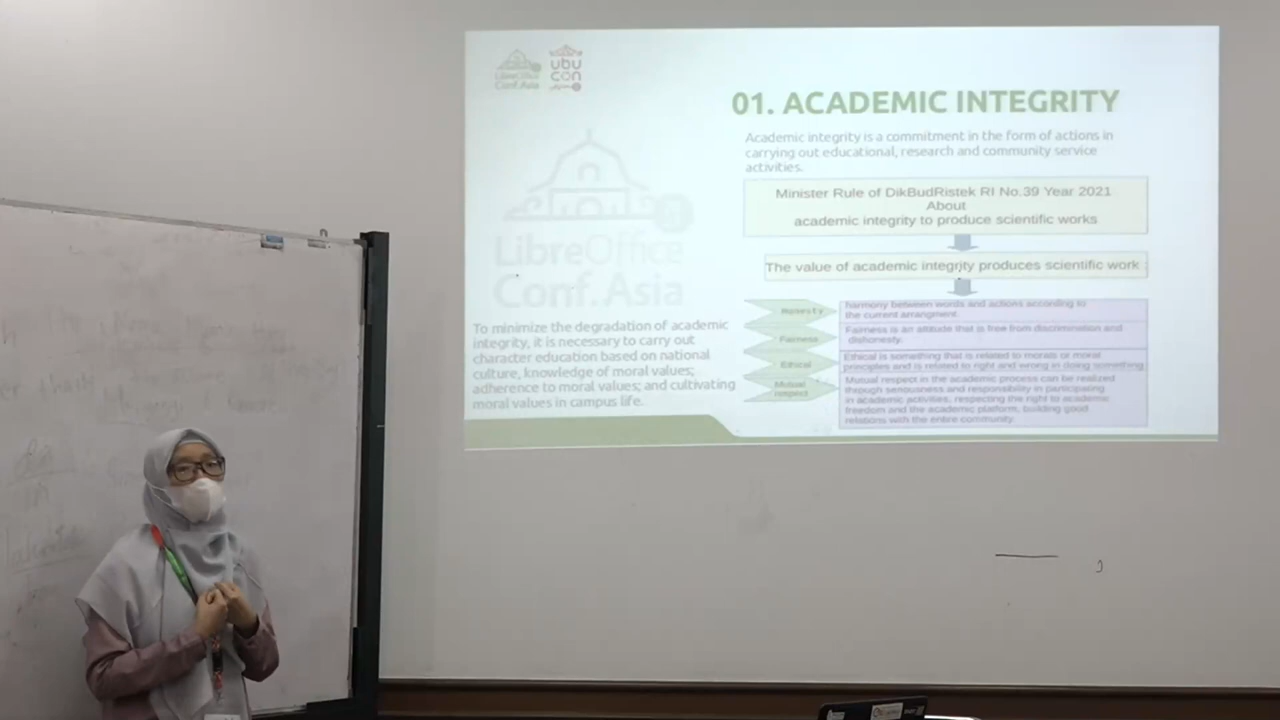 LibreOffice
Conf.Asia
ubu
con
01. ACADEMIC INTEGRITY
Academic integrity is a commitment in the form of actions in
carrying out educational, research and community service
activities.
Minister Rule of DikBudRistek RI No.39 Year 2021
About
academic integrity to produce scientific works
The value of academic integrity produces scientific work
LibreOffice
Conf.Asia
To minimize the degradation of academic
integrity, it is necessary to carry out
character education based on national
culture, knowledge of moral values;
adherence to moral values; and cultivating
moral values in campus life.
Honesty
harmony between words and actions according to
the current arrangment.
Fairness
Fairness is an attitude that is free from discrimination and
dishonesty.
Ethical
Ethical is something that is related to morals or moral
principles and is related to right and wrong in doing something
Mutual
respect
Mutual respect in the academic process can be realized
through seriousness and responsibility in participating
in academic activities, respecting the right to academic
freedom and the academic platform, building good
relations with the entire community.